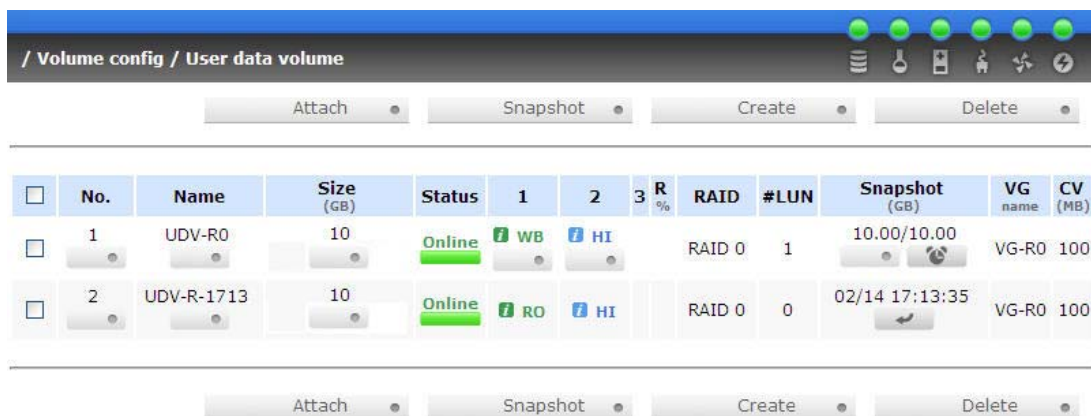 / Volume config / User data volume
Attach Snapshot Create Delete
No. Name Size (GB) Status 1 2 3 R % RAID #LUN Snapshot (GB) VG name CV (MB)
1 UDV-R0 10 Online WB HI RAID 0 1 10.00/10.00 VG-R0 100
2 UDV-R-1713 10 Online RO HI RAID 0 0 02/14 17:13:35 VG-R0 100
Attach Snapshot Create Delete